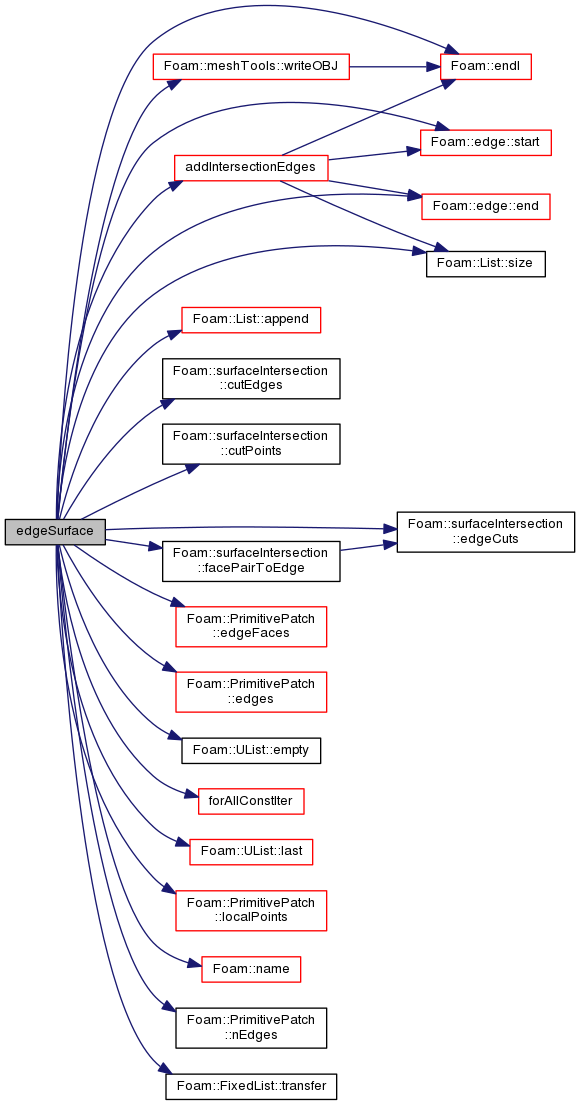 Foam::meshTools::writeOBJ
Foam::endl
Foam::edge::start
addIntersectionEdges
Foam::edge::end
Foam::List::size
Foam::List::append
Foam::surfaceIntersection
::cutEdges
Foam::surfaceIntersection
::cutPoints
edgeSurface
Foam::surfaceIntersection
::edgeCuts
Foam::surfaceIntersection
::facePairToEdge
Foam::PrimitivePatch
::edgeFaces
Foam::PrimitivePatch
::edges
Foam::UList::empty
forAllConstIter
Foam::UList::last
Foam::PrimitivePatch
::localPoints
Foam::name
Foam::PrimitivePatch
::nEdges
Foam::FixedList::transfer